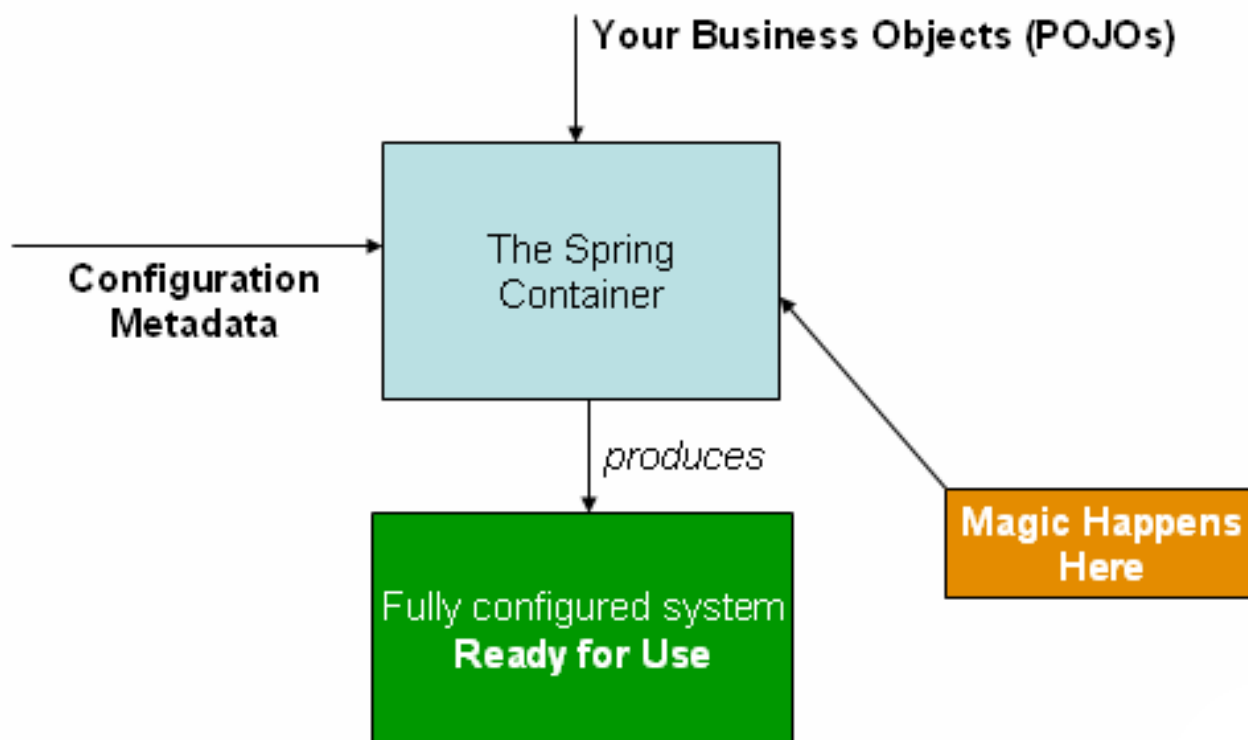 Your Business Objects (POJOs)
The Spring
Container
Configuration
Metadata
produces
Magic Happens
Here
Fully configured system
Ready for Use